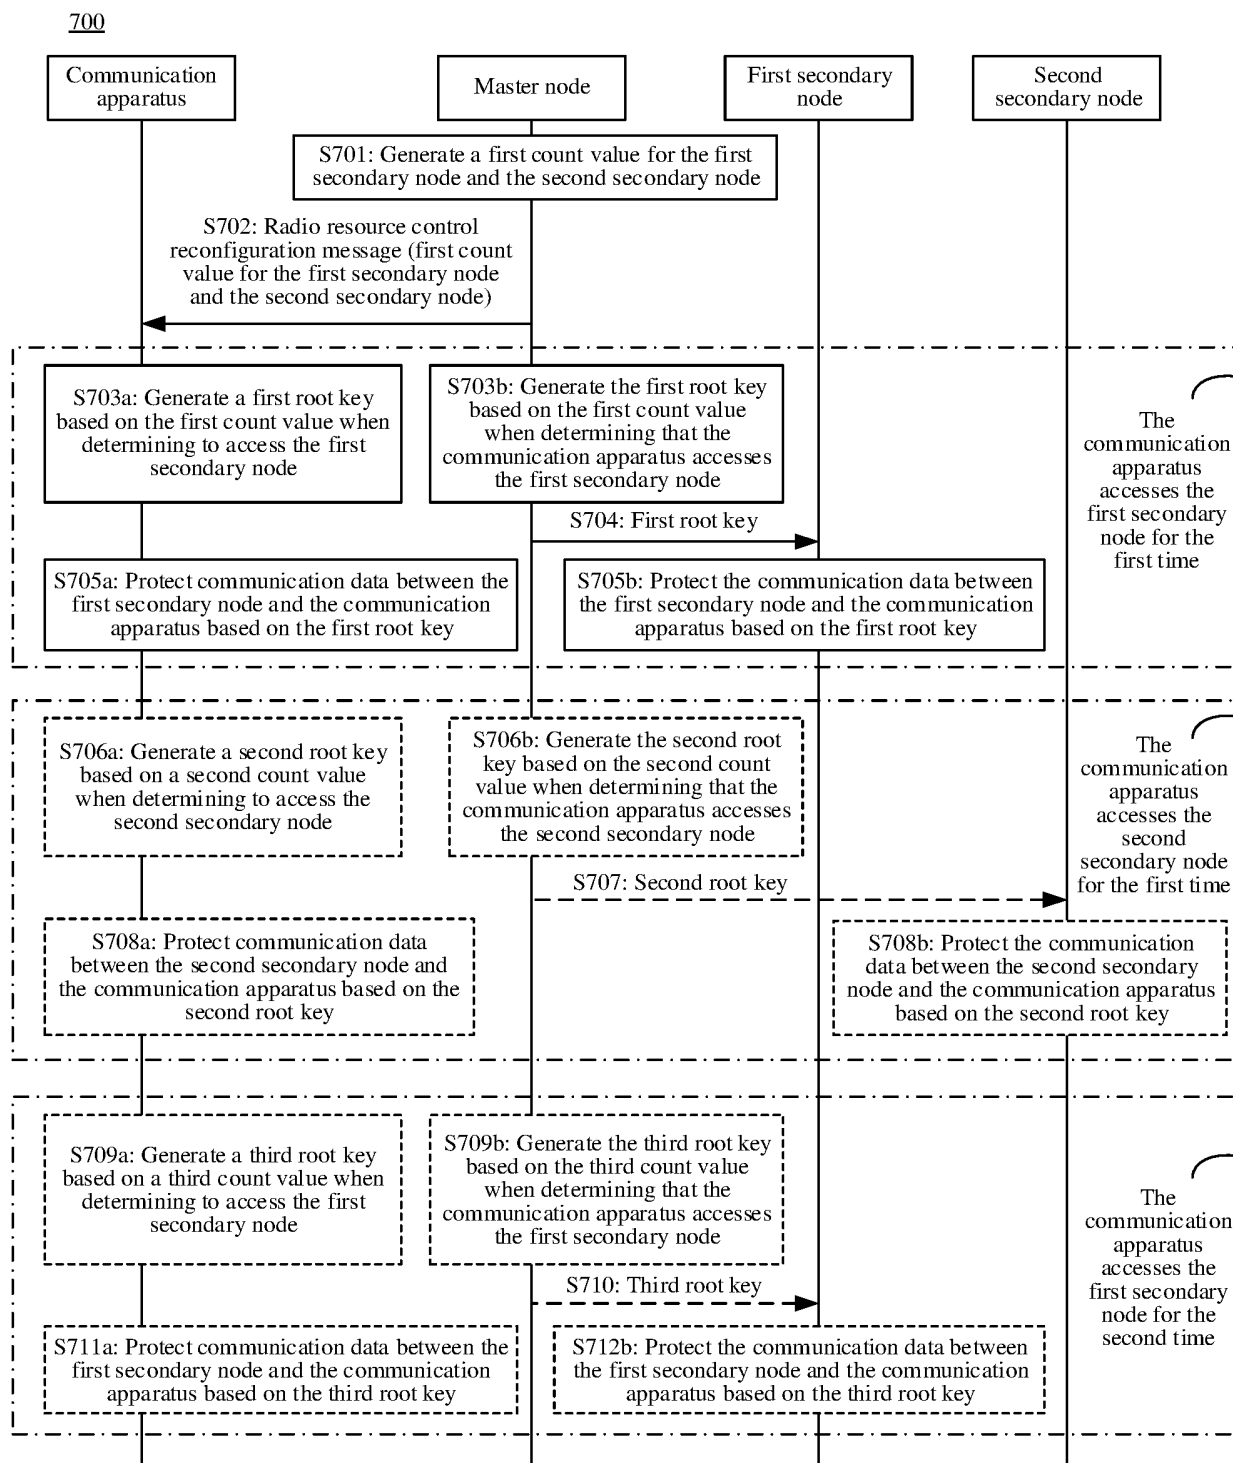 700
Communication
apparatus
Master node
First secondary
node
Second
secondary node
S701: Generate a first count value for the first
secondary node and the second secondary node
S702: Radio resource control
reconfiguration message (first count
value for the first secondary node
and the second secondary node)
S703a: Generate a first root key
based on the first count value when
determining to access the first
secondary node
S703b: Generate the first root key
based on the first count value
when determining that the
communication apparatus accesses
the first secondary node
The
communication
apparatus
accesses the
first secondary
node for the
first time
S704: First root key
S705a: Protect communication data between the
first secondary node and the communication
apparatus based on the first root key
S705b: Protect the communication data between
the first secondary node and the communication
apparatus based on the first root key
S706a: Generate a second root key
based on a second count value
when determining to access the
second secondary node
S706b: Generate the second root
key based on the second count
value when determining that the
communication apparatus accesses
the second secondary node
The
communication
apparatus
accesses the
second
secondary node
for the first time
S707: Second root key
S708a: Protect communication data
between the second secondary node and
the communication apparatus based on the
second root key
S708b: Protect the communication
data between the second secondary
node and the communication apparatus
based on the second root key
S709a: Generate a third root key
based on a third count value when
determining to access the first
secondary node
S709b: Generate the third root key
based on the third count value
when determining that the
communication apparatus accesses
the first secondary node
The
communication
apparatus
accesses the
first secondary
node for the
second time
S710: Third root key
S711a: Protect communication data between the
first secondary node and the communication
apparatus based on the third root key
S712b: Protect the communication data between
the first secondary node and the communication
apparatus based on the third root key